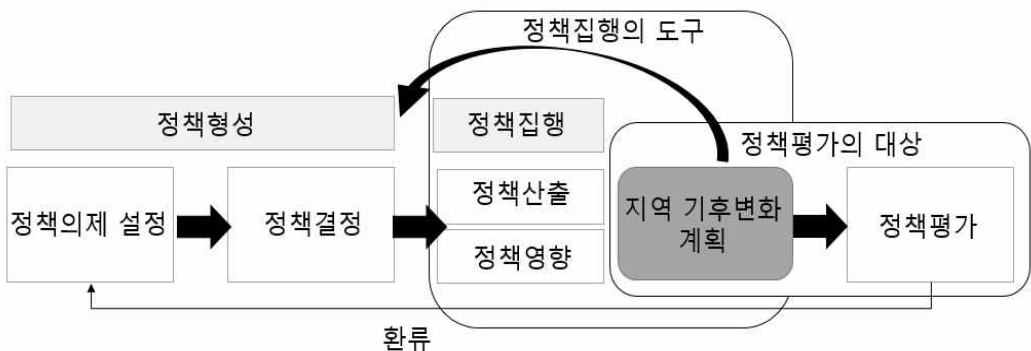 정책집행의 도구
정책형성
정책집행
정책평가의 대상
정책의제 설정
정책결정
정책산출
정책영향
지역 기후변화
계획
정책평가
환류